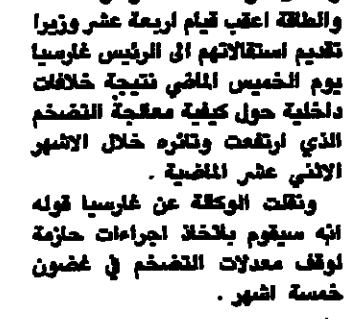 والطاقة اعقب قيام اربعة عشر وزيرا
تقديم استقالاتهم الى الرئيس غارسيا
يوم الخميس الماضي نتيجة خلافات
داخلية حول كيفية معالجة التضخم
الذي ارتفعت وتائره خلال الاشهر
الاثني عشر الماضية .
ونقلت الوكالة عن غارسيا قوله
انه سيقوم باتخاذ اجراءات حازمة
لوقف معدلات التضخم في غضون
خمسة اشهر .